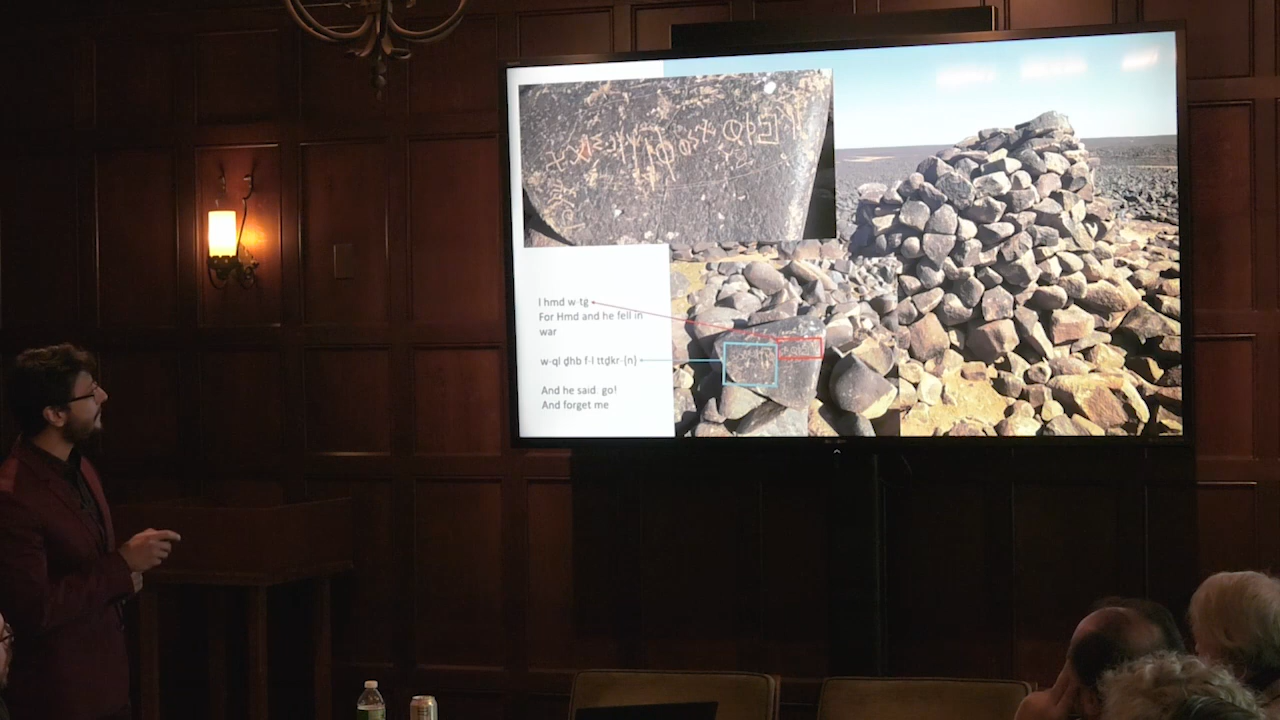 l hmd w·tg
For Hmd and he fell in
war
w-ql ḏhb f-l ttḏkr-{n}
And he said: go!
And forget me